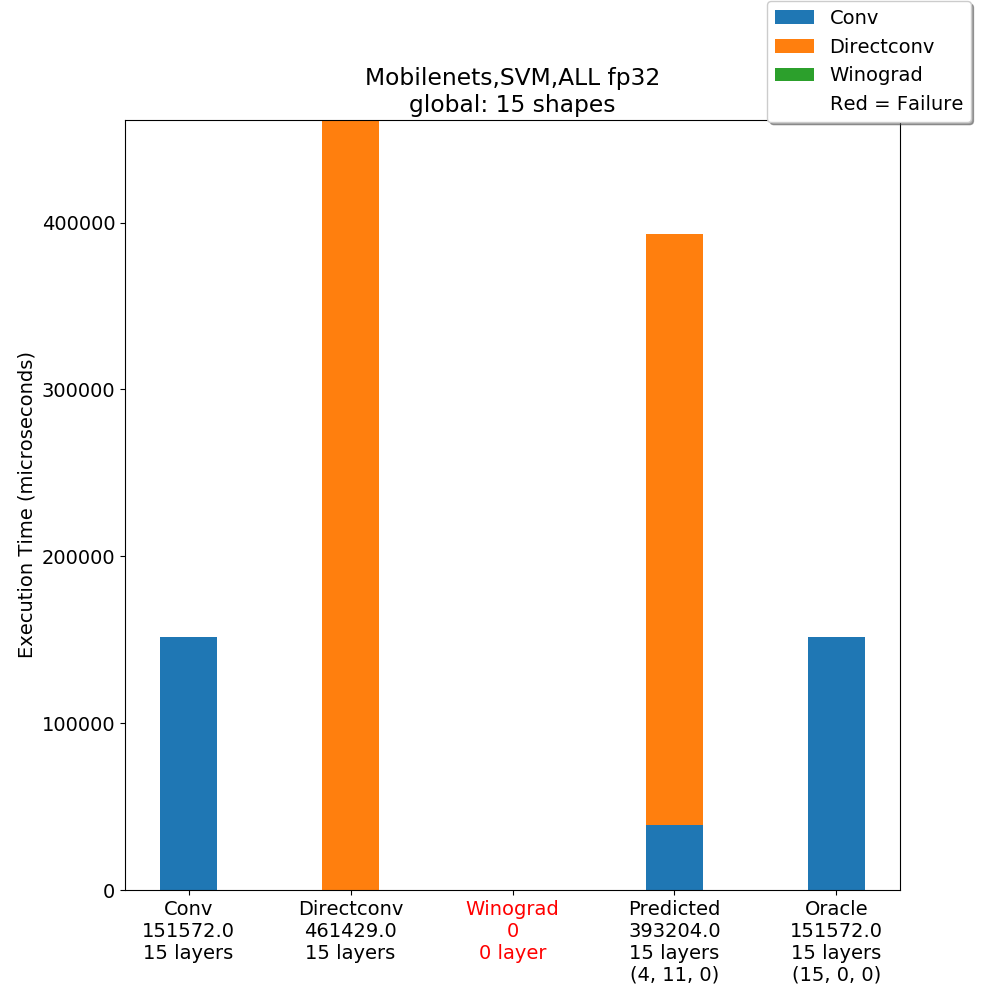 Conv
Directconv
Winograd
Red = Failure
Mobilenets,SVM,ALL fp32
global: 15 shapes
Execution Time (microseconds)
400000
300000
200000
100000
0
Conv
151572.0
15 layers
Directconv
461429.0
15 layers
Winograd
0
0 layer
Predicted
393204.0
15 layers
(4, 11, 0)
Oracle
151572.0
15 layers
(15, 0, 0)